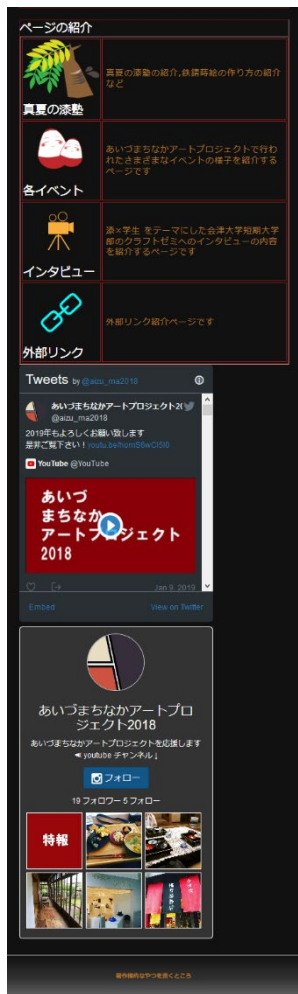 ページの紹介
真夏の漆塾
真夏の漆塾の紹介,鉄錆蒔絵の作り方の紹介
など
各イベント
あいづまちなかアートプロジェクトで行わ
れたさまざまなイベントの様子を紹介する
ページです
インタビュー
漆×学生 をテーマにした会津大学短期大学
部のクラフトゼミへのインタビューの内容
を紹介するページです
外部リンク
外部リンク紹介ページです
Tweets by @aizu_ma2018
あいづまちなかアートプロジェクト2
@aizu_ma2018
2019年もよろしくお願い致します
是非ご覧下さい！
YouTube @YouTube
あいづ
まちなか
アートプロジェクト
2018
Jan 9, 2019
Embed
View on Twitter
あいづまちなかアートプロ
ジェクト2018
あいづまちなかアートプロジェクトを応援します
youtube チャンネル↓
フォロー
19 フォロワー 5 フォロー
特報
著作権的なやつを書くところ